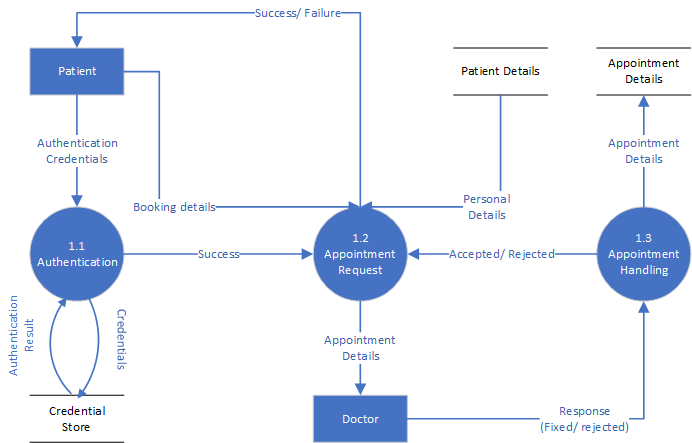 Success/ Failure
Patient
Patient Details
Appointment
Details
Authentication
Credentials
Appointment
Details
Booking details
Personal
Details
1.1
Authentication
Success
1.2
Appointment
Request
Accepted/ Rejected
1.3
Appointment
Handling
Authentication
Result
Credentials
Appointment
Details
Credential
Store
Doctor
Response
(Fixed/ rejected)